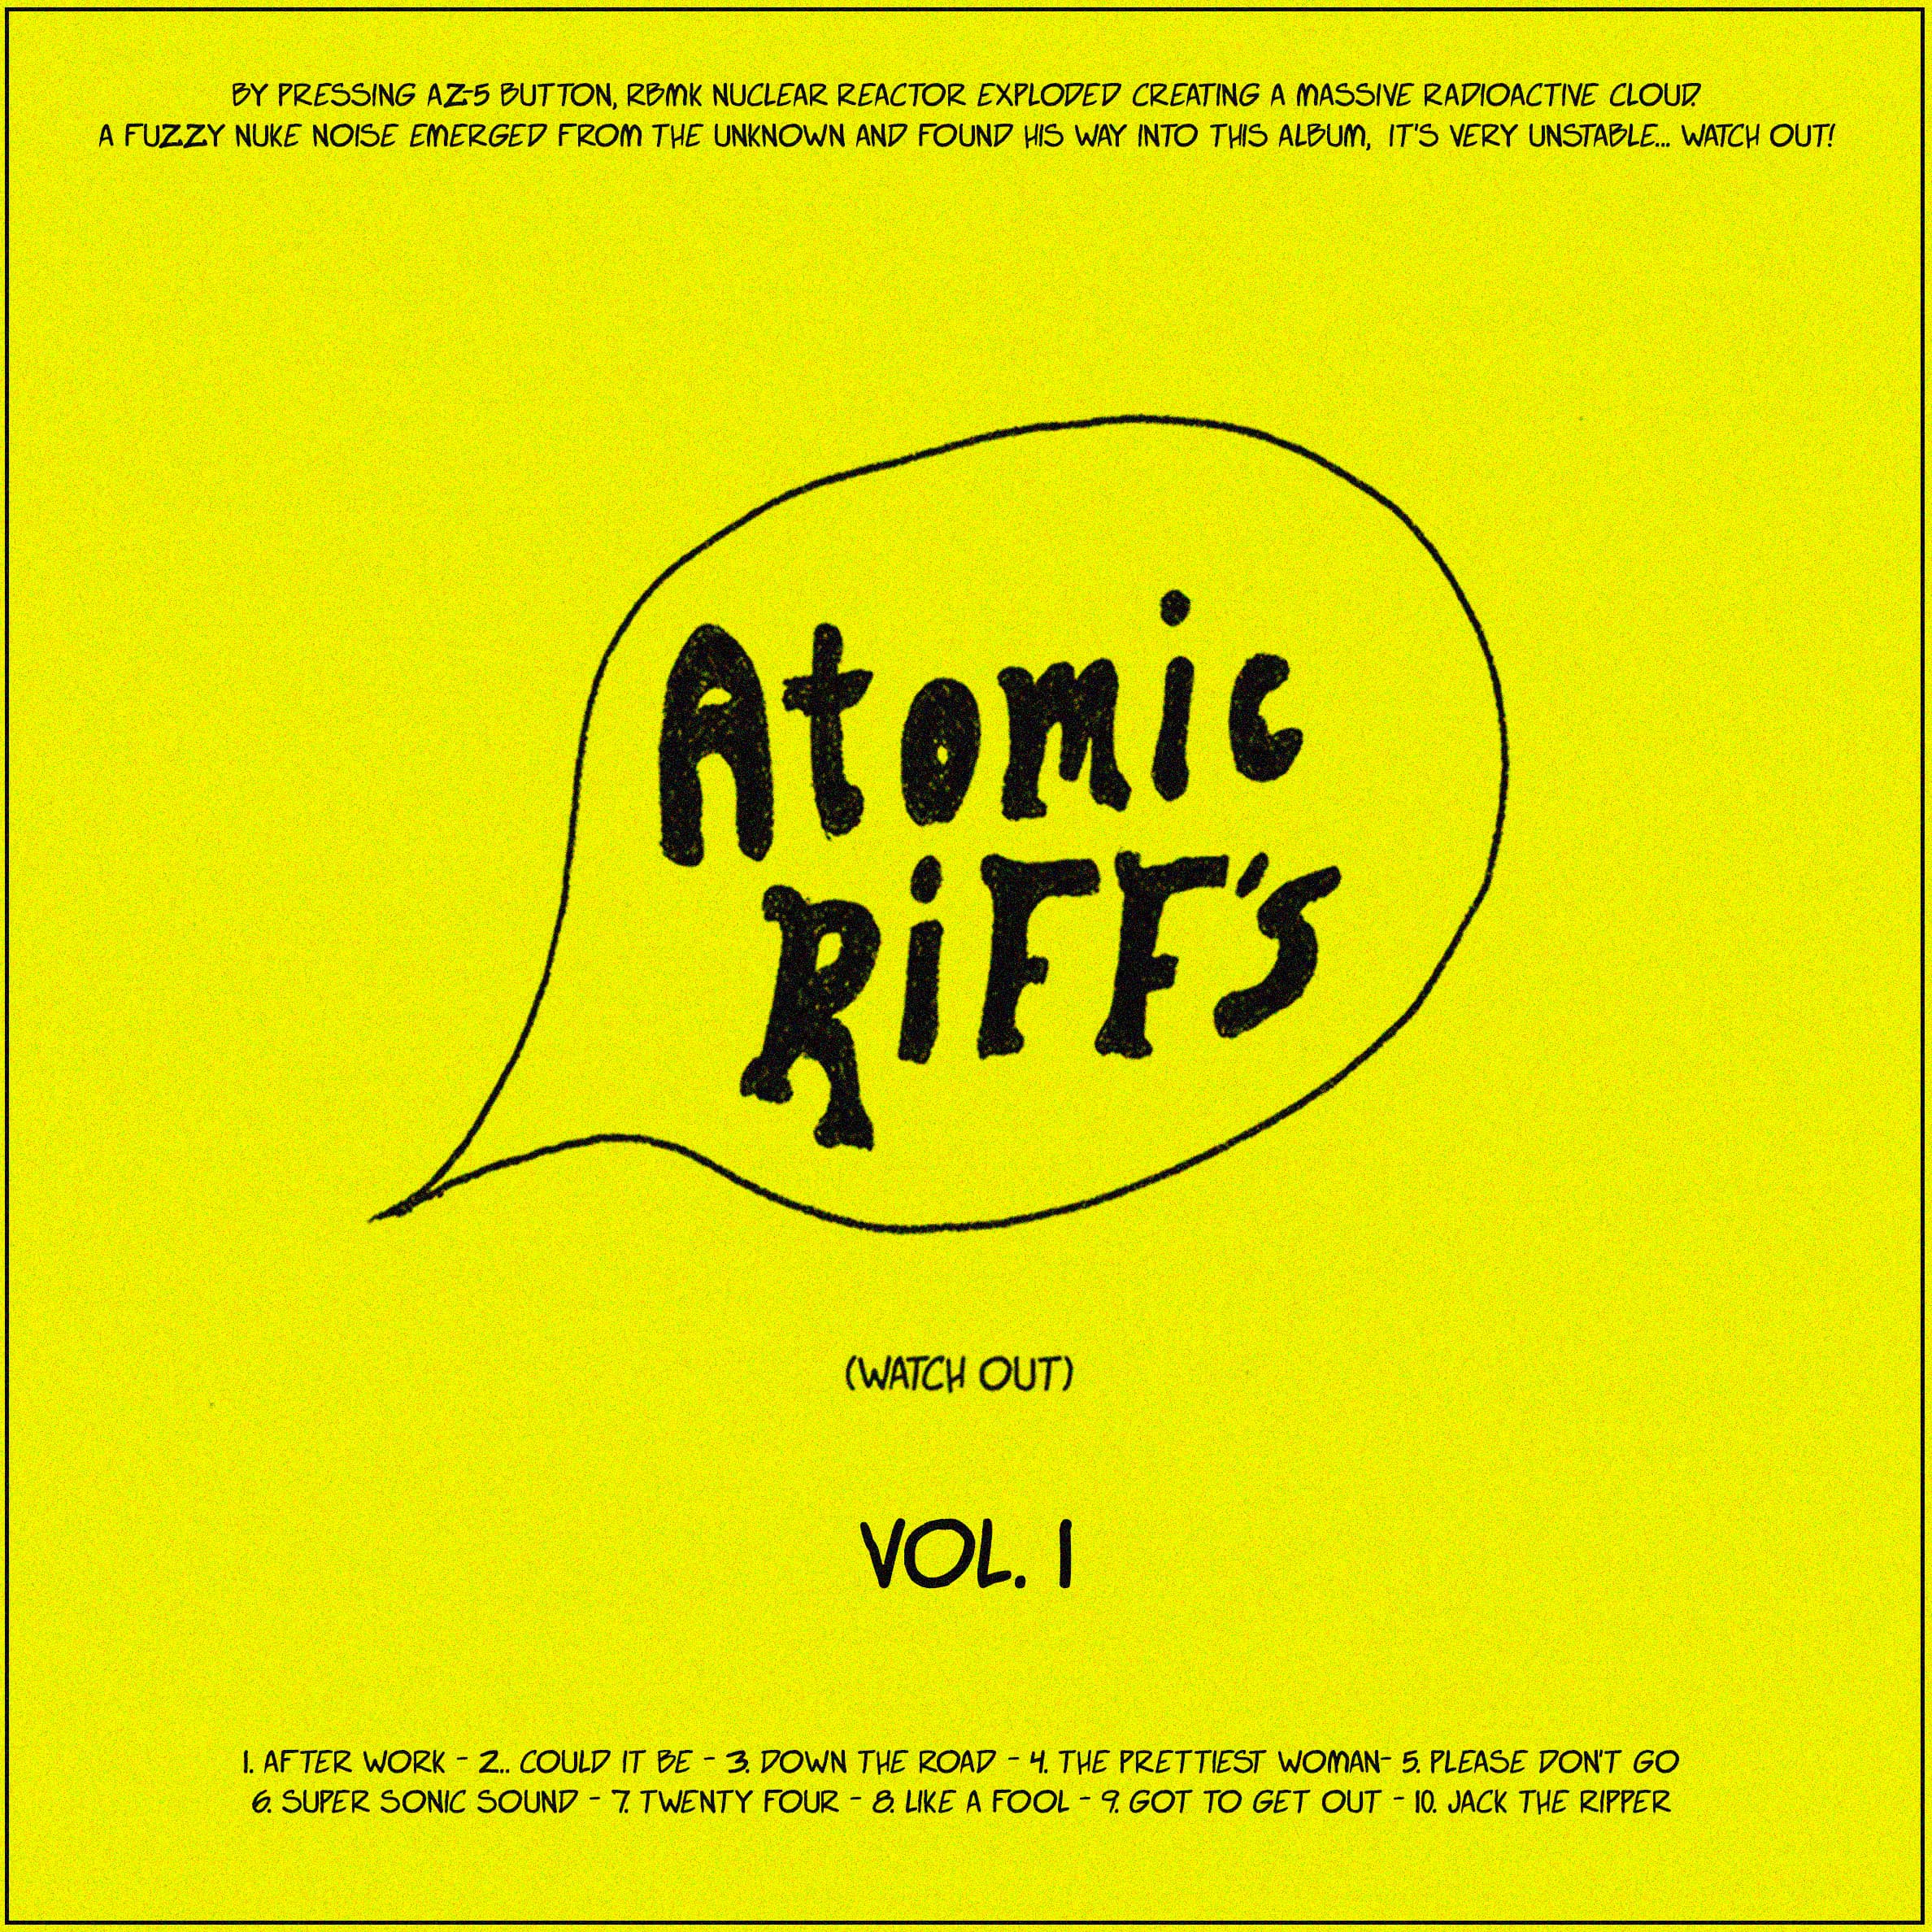 BY PRESSING AZ-5 BUTTON, RBMK NUCLEAR REACTOR EXPLODED CREATING A MASSIVE RADIOACTIVE CLOUD.
A FUZZY NUKE NOISE EMERGED FROM THE UNKNOWN AND FOUND HIS WAY INTO THIS ALBUM, IT'S VERY UNSTABLE... WATCH OUT!
Atomic
RiFF's
(WATCH OUT)
VOL. 1
1. AFTER WORK - 2.. COULD IT BE - 3. DOWN THE ROAD - 4. THE PRETTIEST WOMAN- 5. PLEASE DON'T GO
6. SUPER SONIC SOUND - 7. TWENTY FOUR - 8. LIKE A FOOL - 9. GOT TO GET OUT - 10. JACK THE RIPPER